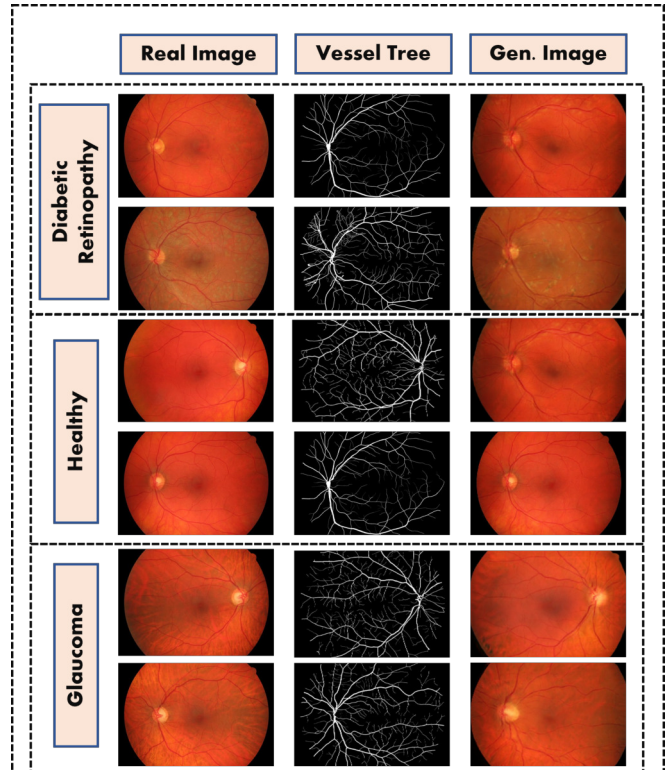 Real Image
Vessel Tree
Gen. Image
Diabetic
Retinopathy
Healthy
Glaucoma